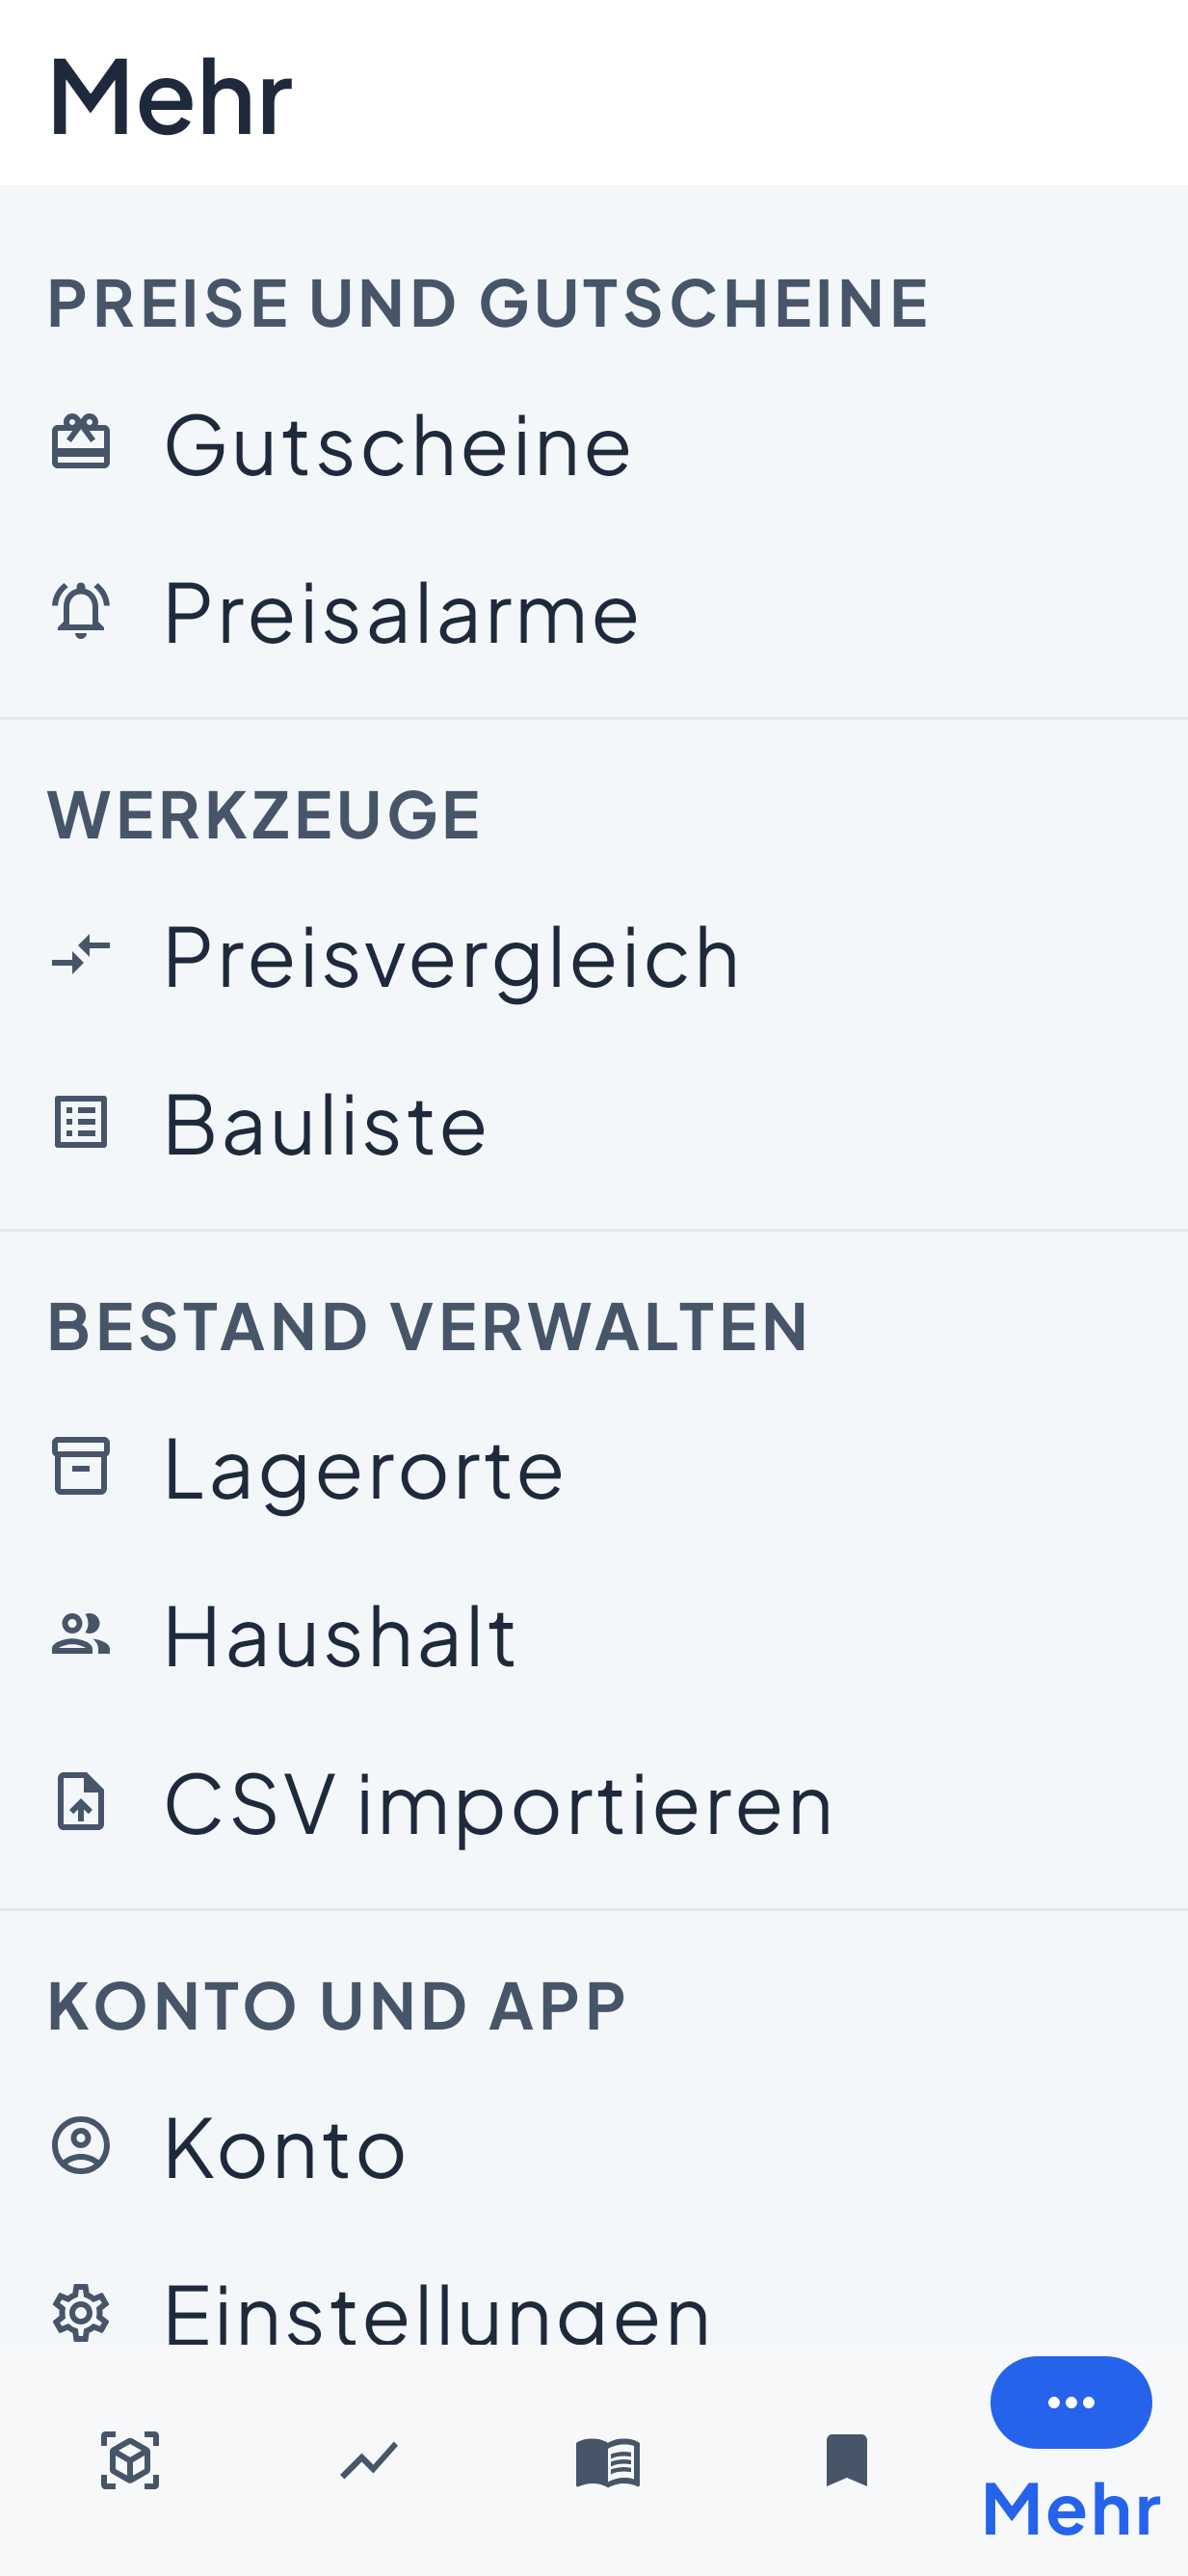 Mehr
PREISE UND GUTSCHEINE
Gutscheine
Preisalarme
WERKZEUGE
Preisvergleich
Bauliste
BESTAND VERWALTEN
Lagerorte
Haushalt
CSV importieren
KONTO UND APP
Konto
Einstellungen
Mehr